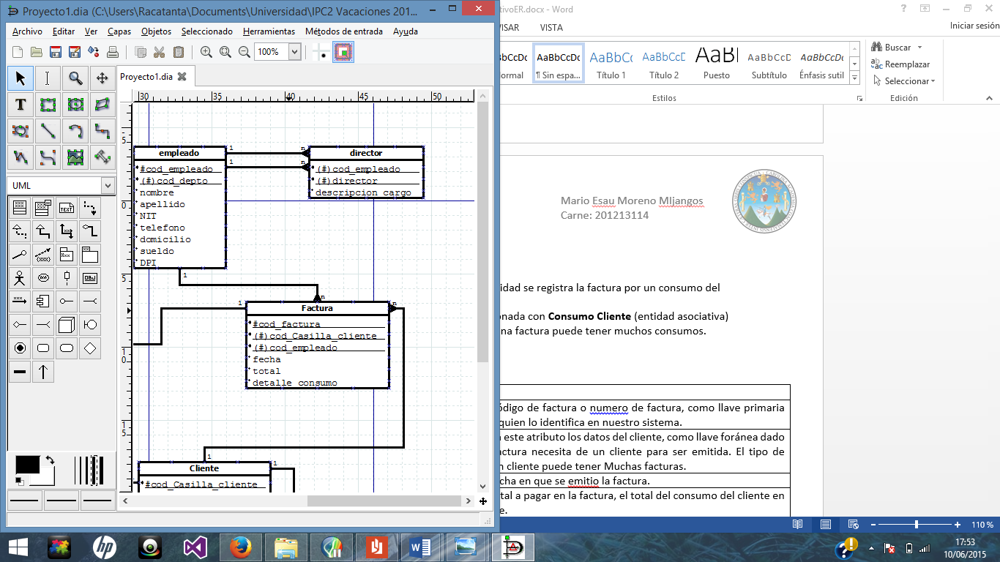 Proyecto1.dia (C:\Users\Racatanta\Documents\Universidad\IPC2 Vacaciones 201...
Archivo Editar Ver Capas Objetos Seleccionado Herramientas Métodos de entrada Ayuda
100%
Proyecto1.dia
30 35 40 45 50
UML
5
0
5
10
15
empleado
#cod_empleado
(#)cod_depto
nombre
apellido
NIT
telefono
domicilio
sueldo
DPI
1 n
1 n
director
(#)cod_empleado
(#)director
descripcion cargo
1
n
1
n
Factura
#cod_factura
(#)cod_Casilla_cliente
(#)cod_empleado
fecha
total
detalle consumo
1
1
Cliente
#cod_Casilla_cliente
tivoER.docx - Word
ISAR VISTA
Iniciar sesión
AaBbCcDc AaBbCcDc AaBbCc AaBbCcD AaBl AaBbCcD AaBbCcDc
ormal ¶ Sin espa... Título 1 Título 2 Puesto Subtítulo Énfasis sutil
Estilos
Buscar
Reemplazar
Seleccionar
Edición
Mario Esau Moreno MIjangos
Carne: 201213114
idad se registra la factura por un consumo del
onada con Consumo Cliente (entidad asociativa)
na factura puede tener muchos consumos.
ódigo de factura o numero de factura, como llave primaria
quien lo identifica en nuestro sistema.
n este atributo los datos del cliente, como llave foránea dado
actura necesita de un cliente para ser emitida. El tipo de
n cliente puede tener Muchas facturas.
cha en que se emitio la factura.
tal a pagar en la factura, el total del consumo del cliente en
e.
110 %
17:53
10/06/2015